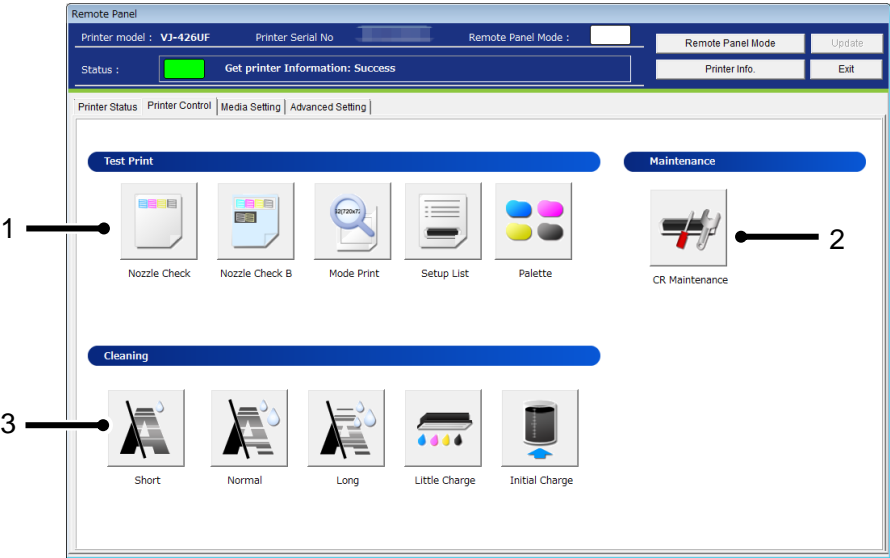 Remote Panel
Printer model : VJ-426UF Printer Serial No Remote Panel Mode :
Remote Panel Mode Update
Status : Get printer Information: Success
Printer Info. Exit
Printer Status Printer Control Media Setting Advanced Setting
Test Print Maintenance
1
2
Nozzle Check Nozzle Check B Mode Print Setup List Palette
CR Maintenance
Cleaning
3
Short Normal Long Little Charge Initial Charge